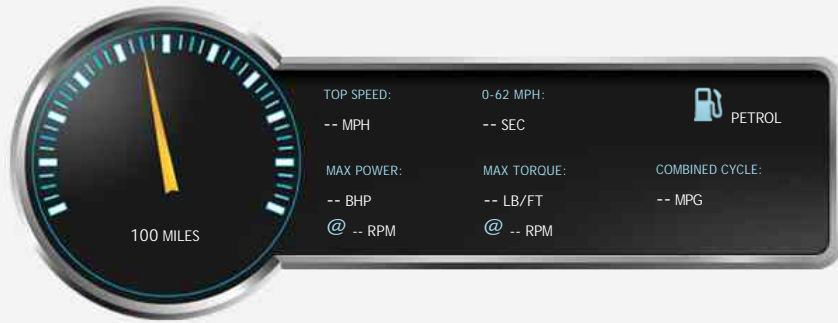 TOP SPEED:
-- MPH
0-62 MPH:
-- SEC
PETROL
MAX POWER:
-- BHP
@ -- RPM
MAX TORQUE:
-- LB/FT
@ -- RPM
COMBINED CYCLE:
-- MPG
100 MILES